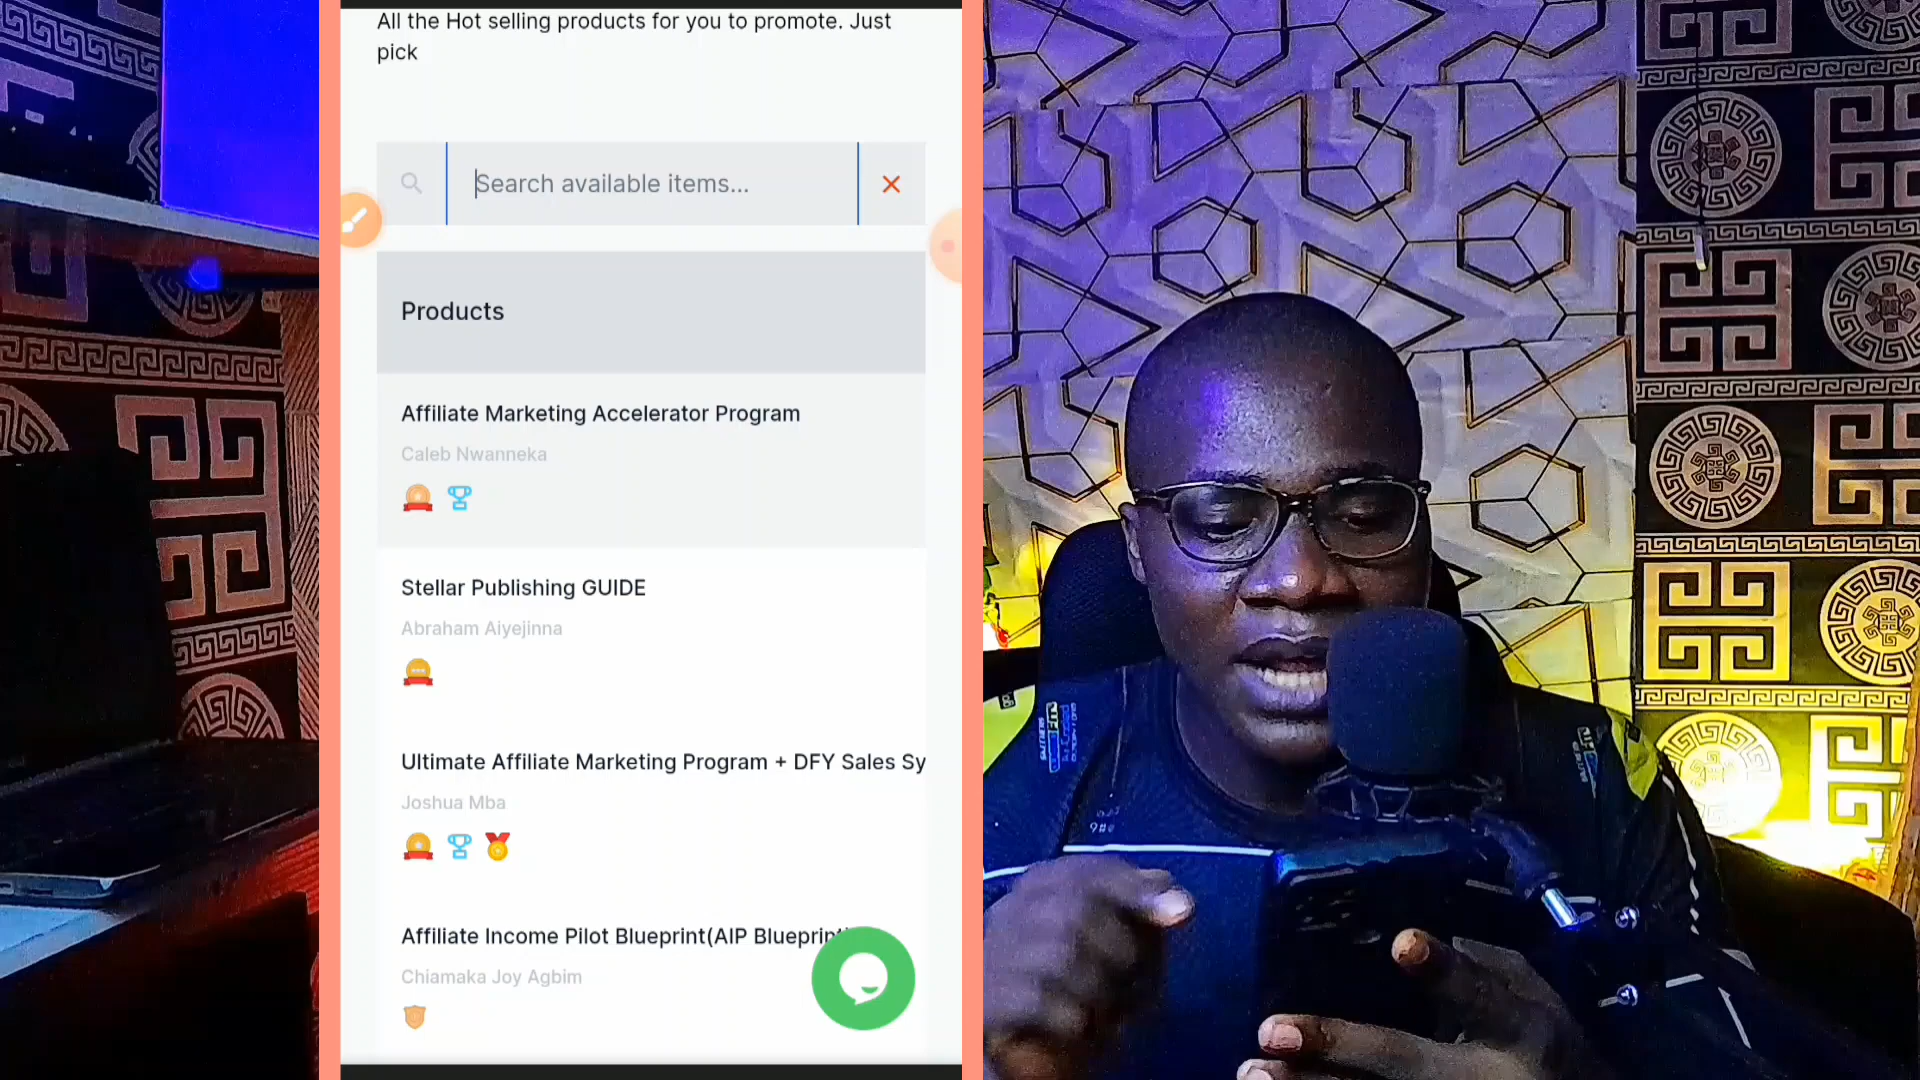 All the Hot selling products for you to promote. Just
pick
Search available items...
Products
Affiliate Marketing Accelerator Program
Caleb Nwanneka
Stellar Publishing GUIDE
Abraham Aiyejinna
Ultimate Affiliate Marketing Program + DFY Sales Sy
Joshua Mba
Affiliate Income Pilot Blueprint(AIP Blueprint
Chiamaka Joy Agbim